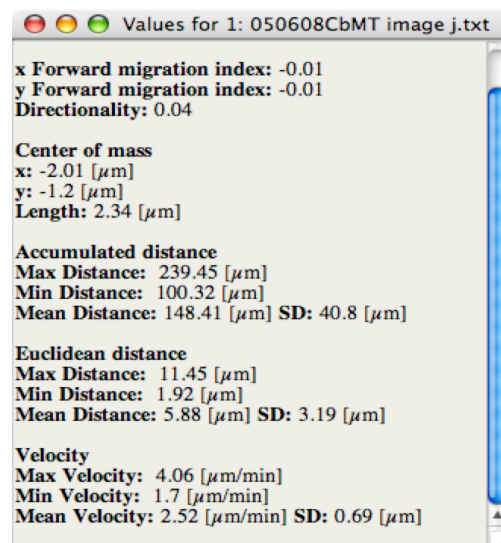 Values for 1: 050608CbMT image j.txt
x Forward migration index: -0.01
y Forward migration index: -0.01
Directionality: 0.04
Center of mass
x: -2.01 [μm]
y: -1.2 [μm]
Length: 2.34 [μm]
Accumulated distance
Max Distance: 239.45 [μm]
Min Distance: 100.32 [μm]
Mean Distance: 148.41 [μm] SD: 40.8 [μm]
Euclidean distance
Max Distance: 11.45 [μm]
Min Distance: 1.92 [μm]
Mean Distance: 5.88 [μm] SD: 3.19 [μm]
Velocity
Max Velocity: 4.06 [μm/min]
Min Velocity: 1.7 [μm/min]
Mean Velocity: 2.52 [μm/min] SD: 0.69 [μm]